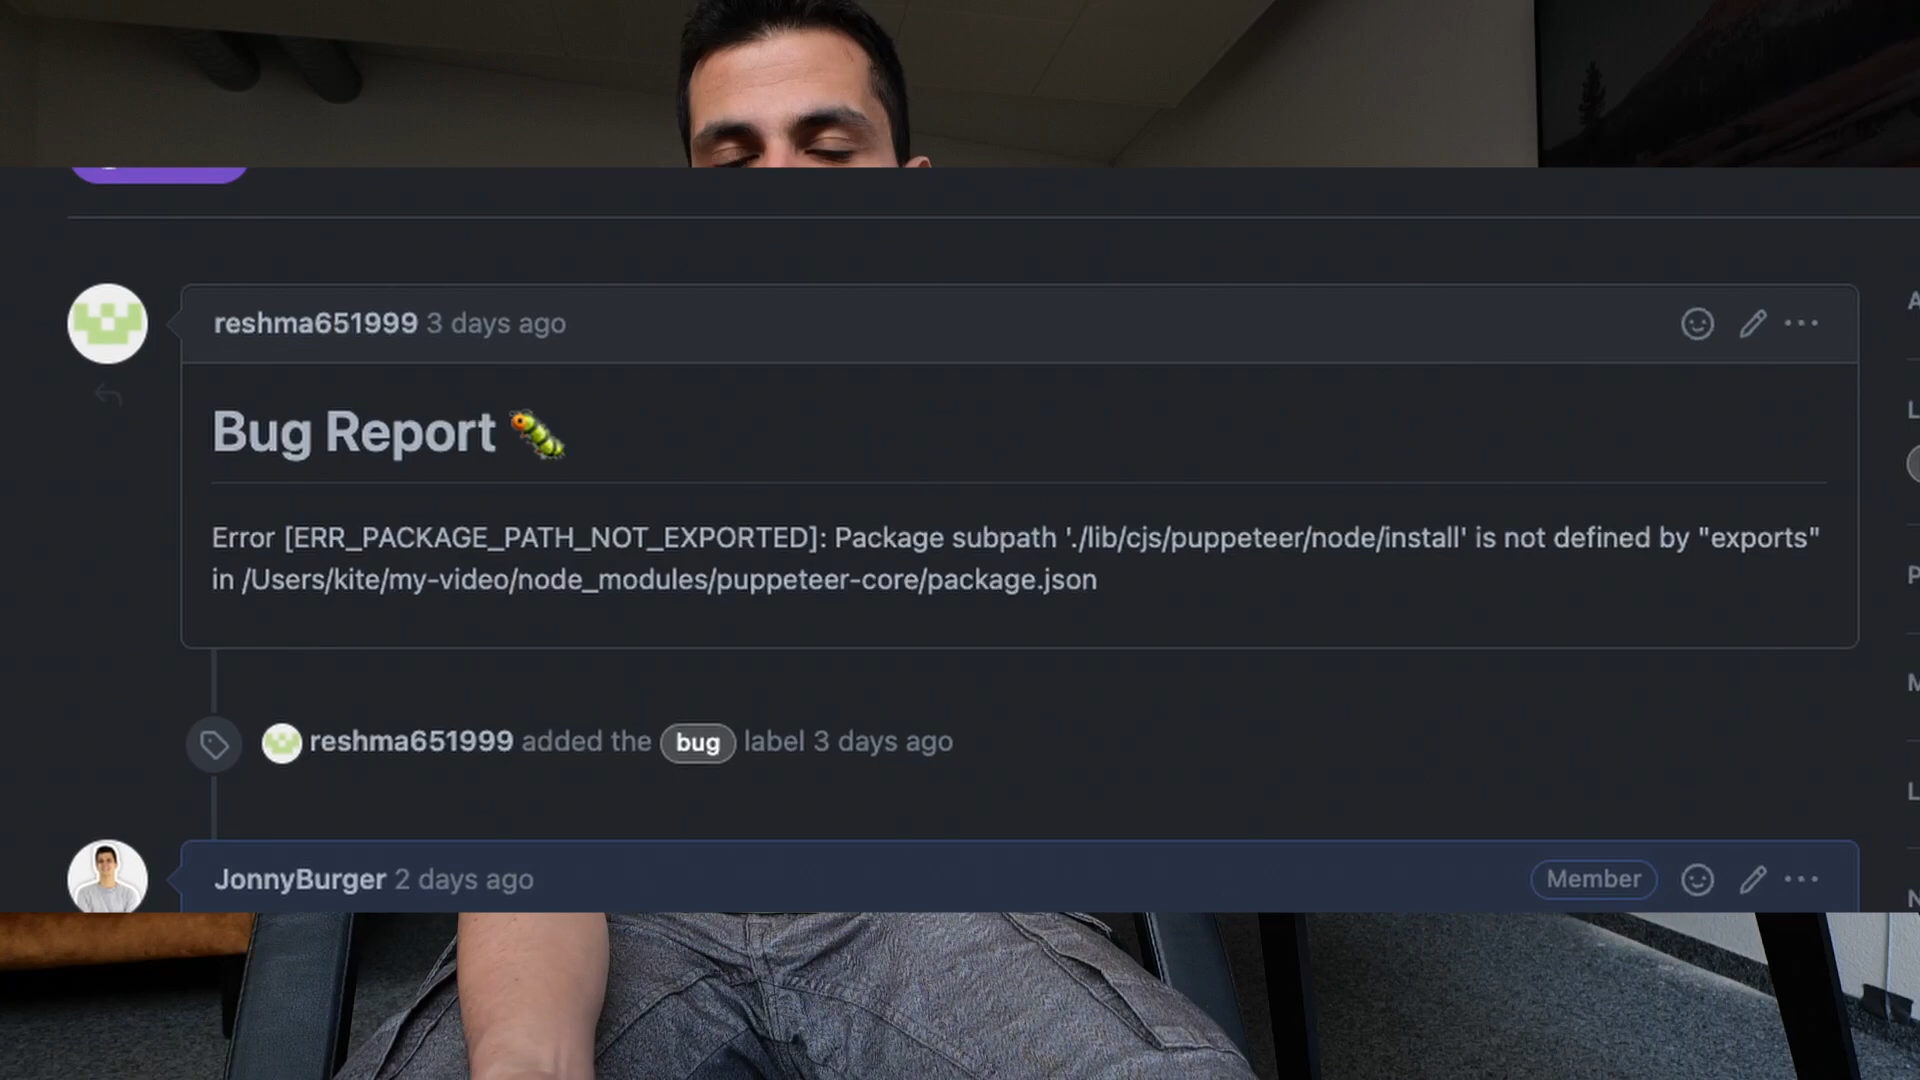 reshma651999 3 days ago
Bug Report
Error [ERR_PACKAGE_PATH_NOT_EXPORTED]: Package subpath './lib/cjs/puppeteer/node/install' is not defined by "exports"
in /Users/kite/my-video/node_modules/puppeteer-core/package.json
reshma651999 added the bug label 3 days ago
JonnyBurger 2 days ago
Member